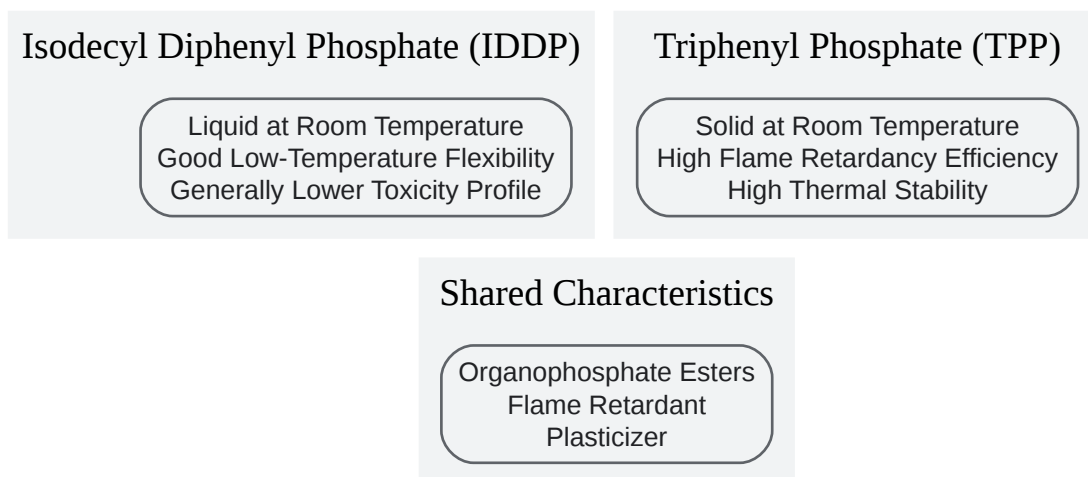 Isodecyl Diphenyl Phosphate (IDDP)
Liquid at Room Temperature
Good Low-Temperature Flexibility
Generally Lower Toxicity Profile
Triphenyl Phosphate (TPP)
Solid at Room Temperature
High Flame Retardancy Efficiency
High Thermal Stability
Shared Characteristics
Organophosphate Esters
Flame Retardant
Plasticizer